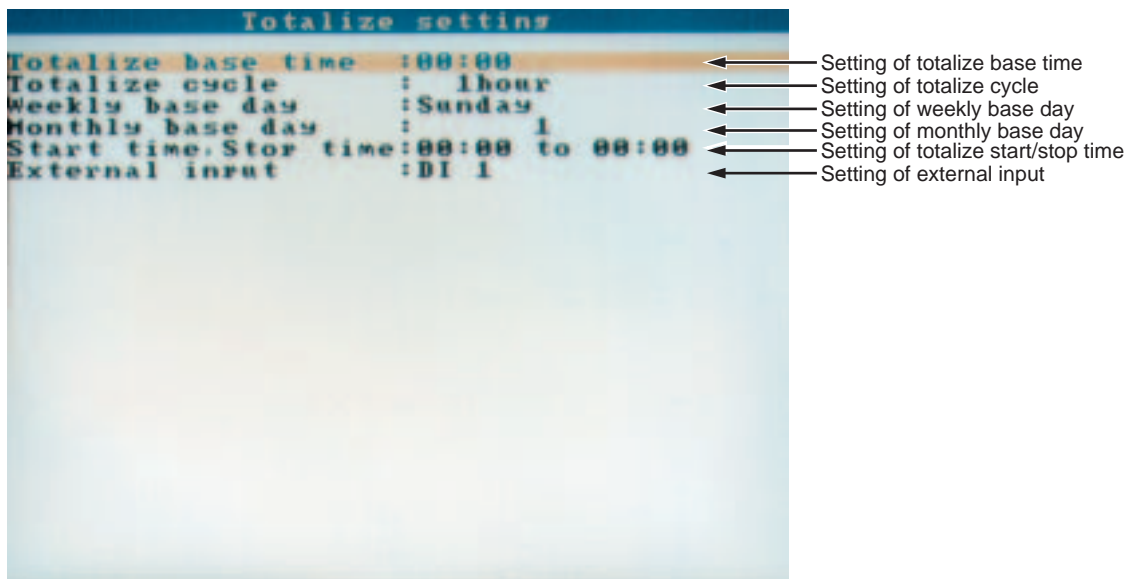 Totalize setting
Totalize base time :00:00
Setting of totalize base time
Totalize cycle : 1hour
Setting of totalize cycle
Weekly base day :Sunday
Setting of weekly base day
Monthly base day : 1
Setting of monthly base day
Start time,Stor time:00:00 to 00:00
Setting of totalize start/stop time
External input :DI 1
Setting of external input